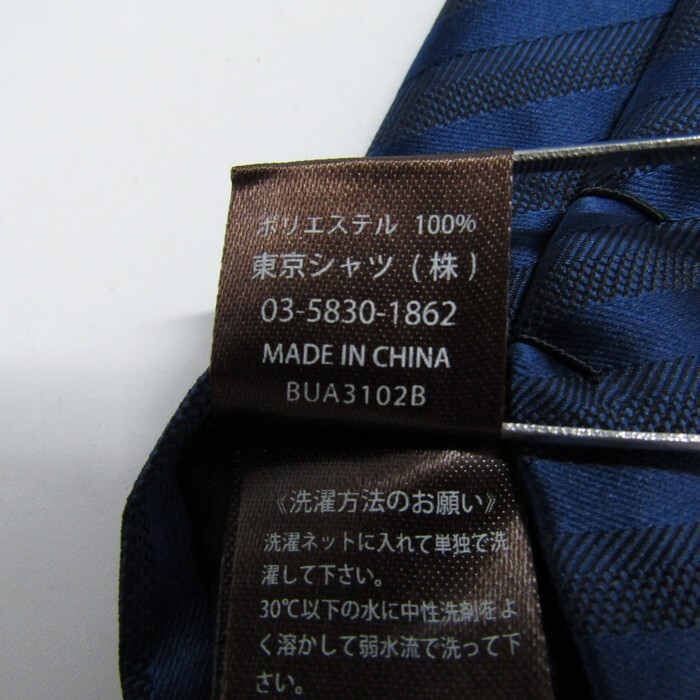 ポリエステル 100%
東京シャツ (株)
03-5830-1862
MADE IN CHINA
BUA3102B
《洗濯方法のお願い》
洗濯ネットに入れて単独で洗
濯して下さい。
30℃以下の水に中性洗剤をよ
く溶かして弱水流で洗って下
さい。